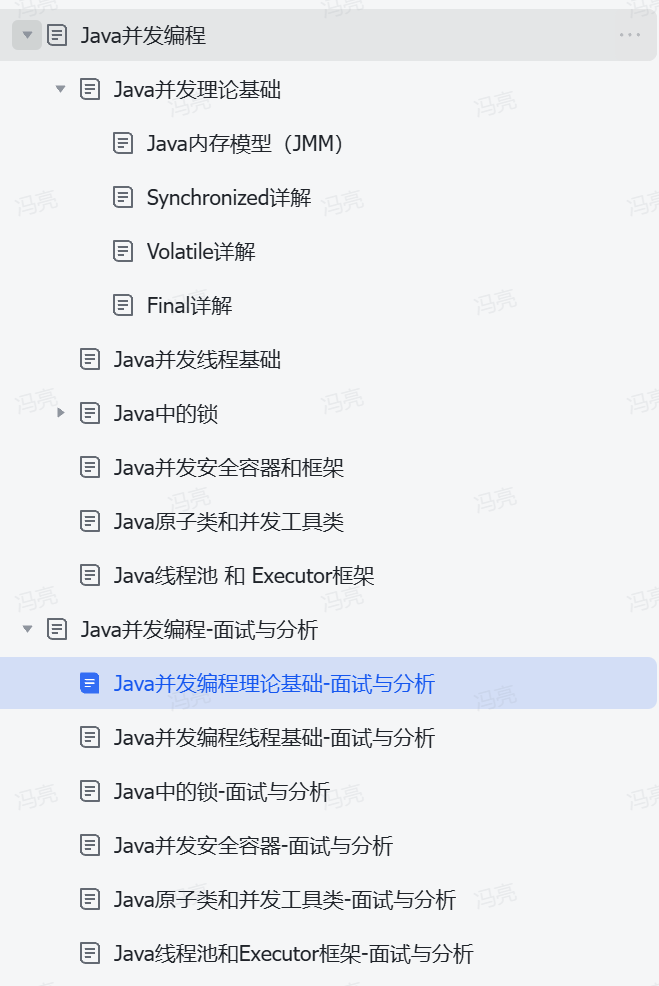 Java并发编程
Java并发理论基础
Java内存模型（JMM）
Synchronized详解
Volatile详解
Final详解
Java并发线程基础
Java中的锁
Java并发安全容器和框架
Java原子类和并发工具类
Java线程池 和 Executor框架
Java并发编程-面试与分析
Java并发编程理论基础-面试与分析
Java并发编程线程基础-面试与分析
Java中的锁-面试与分析
Java并发安全容器-面试与分析
Java原子类和并发工具类-面试与分析
Java线程池和Executor框架-面试与分析
冯亮